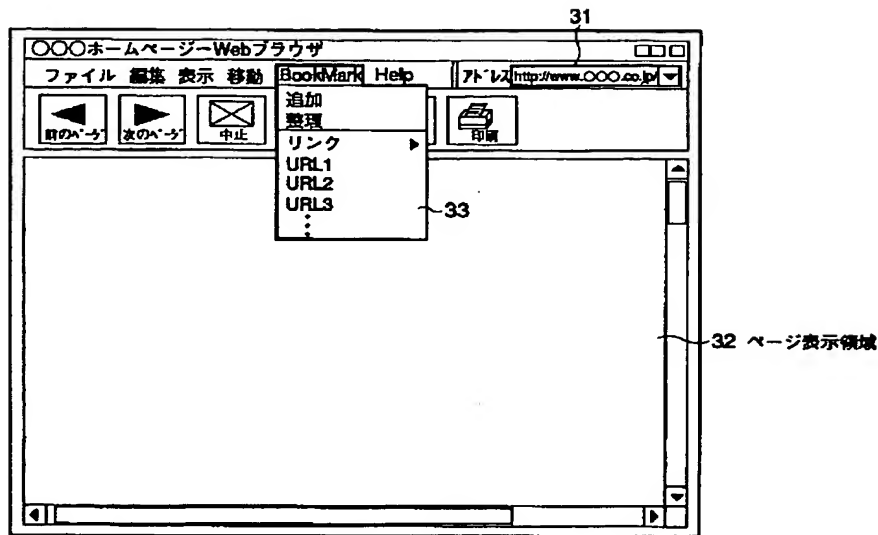 31
○○○ホームページーWebブラウザ
ファイル 編集 表示 移動 BookMark Help アドレス http://www.○○○.co.jp/
前のページ 次のページ 中止 印刷
追加
整理
リンク
URL1
URL2
URL3
33
32 ページ表示領域